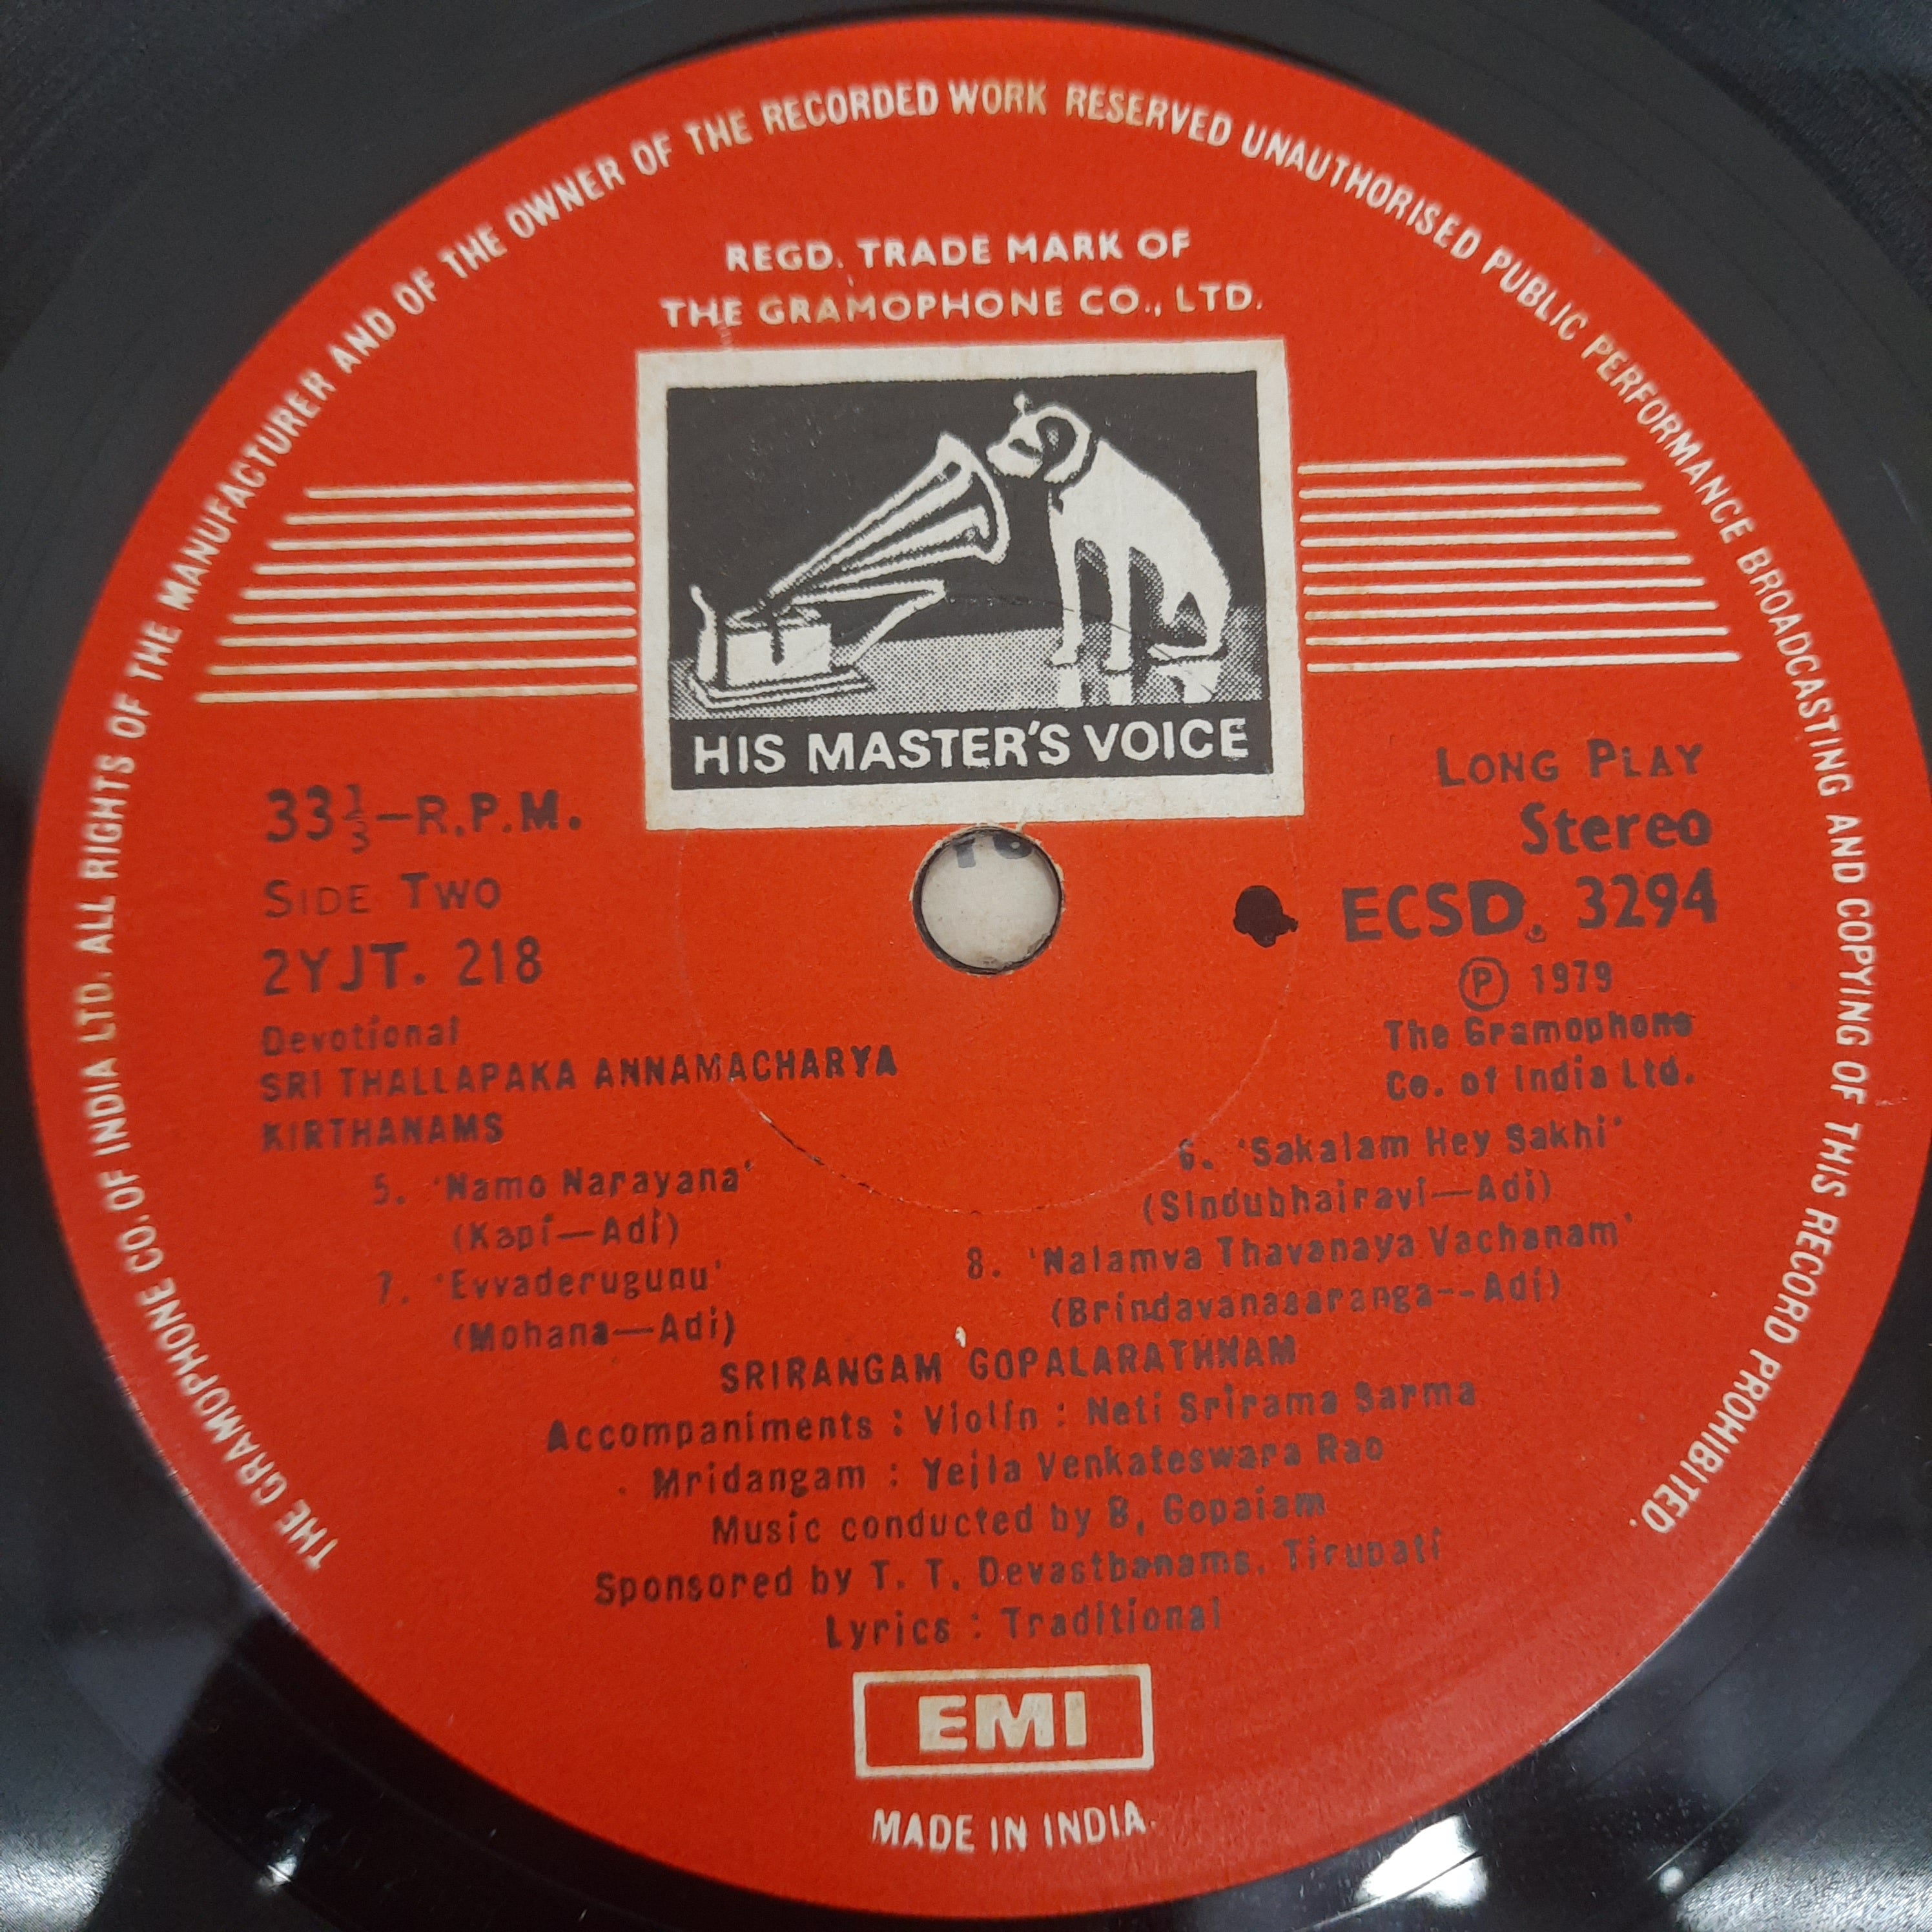 THE GRAMOPHONE CO. OF INDIA LTD. ALL RIGHTS OF THE MANUFACTURER AND OF THE OWNER OF THE RECORDED WORK RESERVED UNAUTHORISED PUBLIC PERFORMANCE BROADCASTING AND COPYING OF THIS RECORD PROHIBITED.
REGD. TRADE MARK OF
THE GRAMOPHONE CO., LTD.
HIS MASTER'S VOICE
33⅓—R.P.M.
SIDE TWO
2YJT. 218
LONG PLAY
Stereo
ECSD. 3294
Ⓟ 1979
The Gramophone
Co. of India Ltd.
Devotional
SRI THALLAPAKA ANNAMACHARYA
KIRTHANAMS
5. 'Namo Narayana'
(Kapi—Adi)
6. 'Sakalam Hey Sakhi'
(Sindubhairavi—Adi)
7. 'Evvaderugunu'
(Mohana—Adi)
8. 'Nalamva Thavanaya Vachanam'
(Brindavanasaranga--Adi)
SRIRANGAM GOPALARATHNAM
Accompaniments : Violin : Neti Srirama Sarma
Mridangam : Yella Venkateswara Rao
Music conducted by B. Gopalam
Sponsored by T. T. Devasthanams, Tirupati
Lyrics : Traditional
EMI
MADE IN INDIA